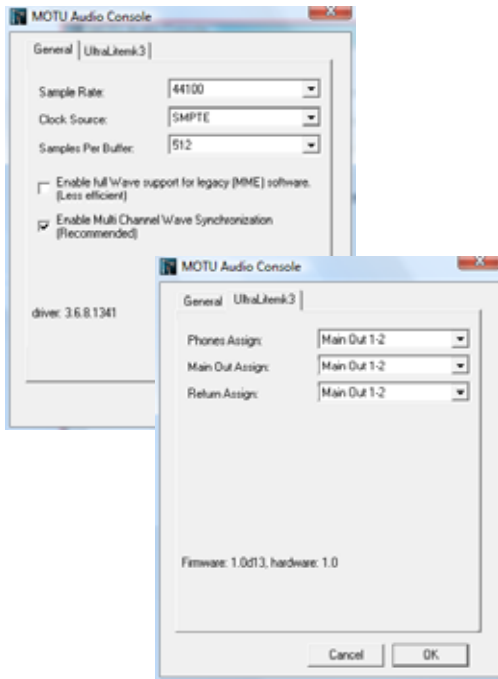 MOTU Audio Console
General UltraLitemk3
Sample Rate: 44100
Clock Source: SMPTE
Samples Per Buffer: 512
Enable full Wave support for legacy (MME) software.
(Less efficient)
Enable Multi Channel Wave Synchronization
(Recommended)
driver: 3.6.8.1341
MOTU Audio Console
General UltraLitemk3
Phones Assign: Main Out 1-2
Main Out Assign: Main Out 1-2
Return Assign: Main Out 1-2
Firmware: 1.0d13, hardware: 1.0
Cancel OK